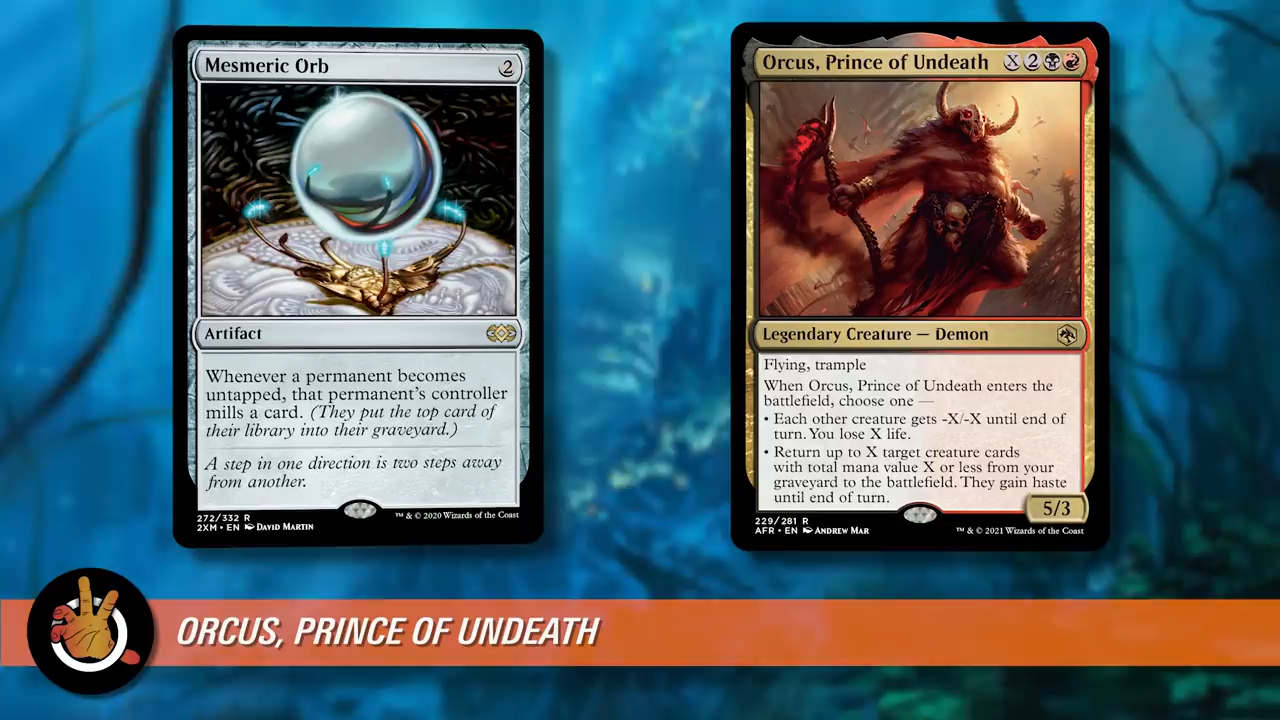 Mesmeric Orb 2
Artifact
Whenever a permanent becomes
untapped, that permanent's controller
mills a card. (They put the top card of
their library into their graveyard.)
A step in one direction is two steps away
from another.
272/332 R
2XM • EN DAVID MARTIN
™ & © 2020 Wizards of the Coast
Orcus, Prince of Undeath X 2
Legendary Creature — Demon
Flying, trample
When Orcus, Prince of Undeath enters the
battlefield, choose one —
• Each other creature gets -X/-X until end of
turn. You lose X life.
• Return up to X target creature cards
with total mana value X or less from your
graveyard to the battlefield. They gain haste
until end of turn.
5/3
229/281 R
AFR • EN ANDREW MAR
™ & © 2021 Wizards of the Coast
ORCUS, PRINCE OF UNDEATH